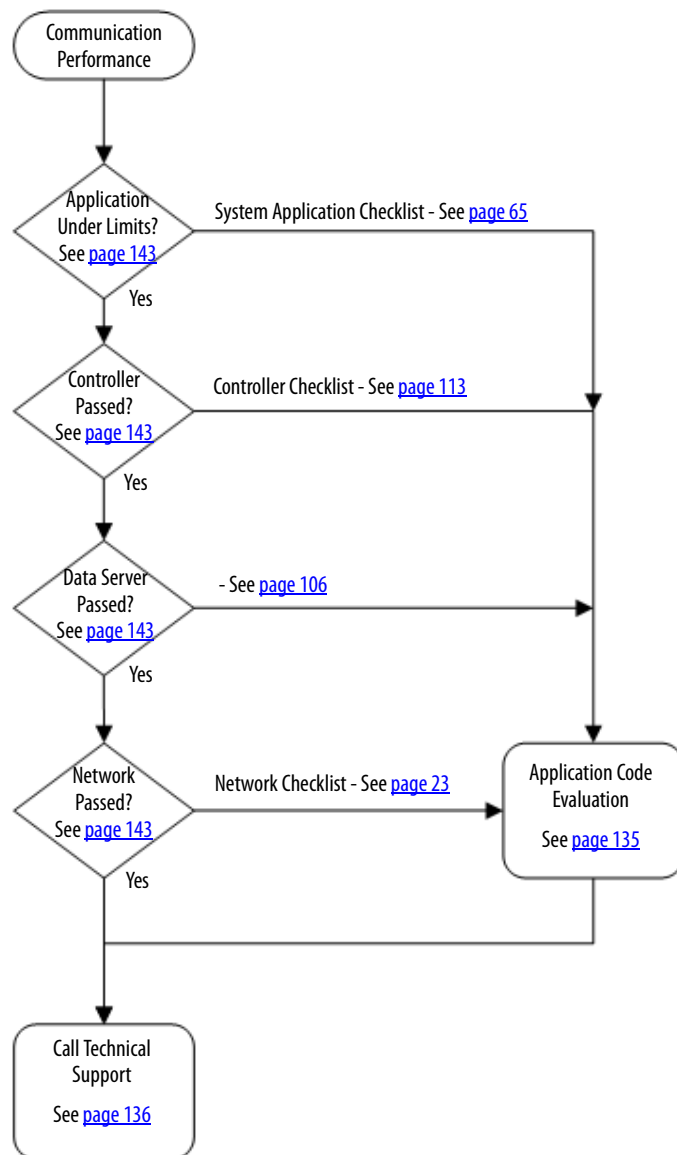 Communication
Performance
Application
Under Limits?
See page 143
System Application Checklist - See page 65
Yes
Controller
Passed?
See page 143
Controller Checklist - See page 113
Yes
Data Server
Passed?
See page 143
- See page 106
Yes
Network
Passed?
See page 143
Network Checklist - See page 23
Application Code
Evaluation
See page 135
Yes
Call Technical
Support
See page 136